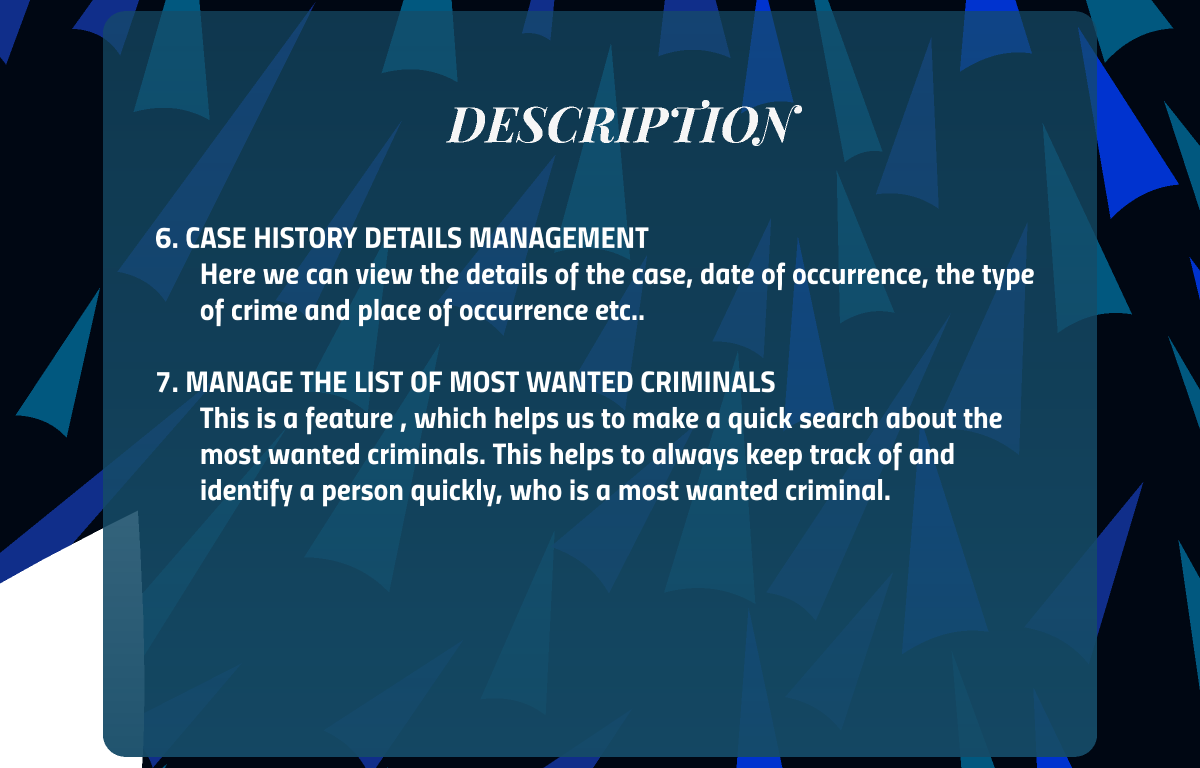 DESCRIPTION
6. CASE HISTORY DETAILS MANAGEMENT
Here we can view the details of the case, date of occurrence, the type
of crime and place of occurrence etc..
7. MANAGE THE LIST OF MOST WANTED CRIMINALS
This is a feature , which helps us to make a quick search about the
most wanted criminals. This helps to always keep track of and
identify a person quickly, who is a most wanted criminal.